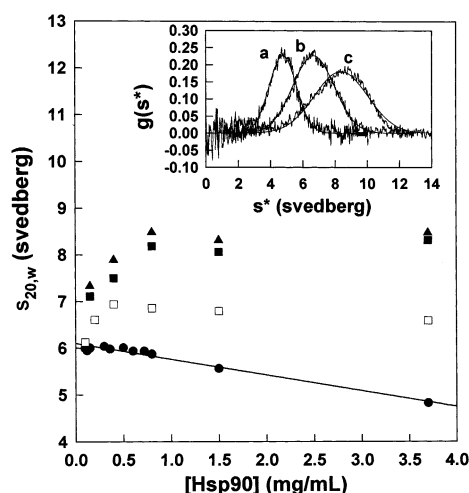 13
12
11
10
9
8
7
6
5
4
s20,w (svedberg)
0.0 0.5 1.0 1.5 2.0 2.5 3.0 3.5 4.0
[Hsp90] (mg/mL)
0.30
0.25
0.20
0.15
0.10
0.05
0.00
-0.05
-0.10
g(s*)
a b c
0 2 4 6 8 10 12 14
s* (svedberg)